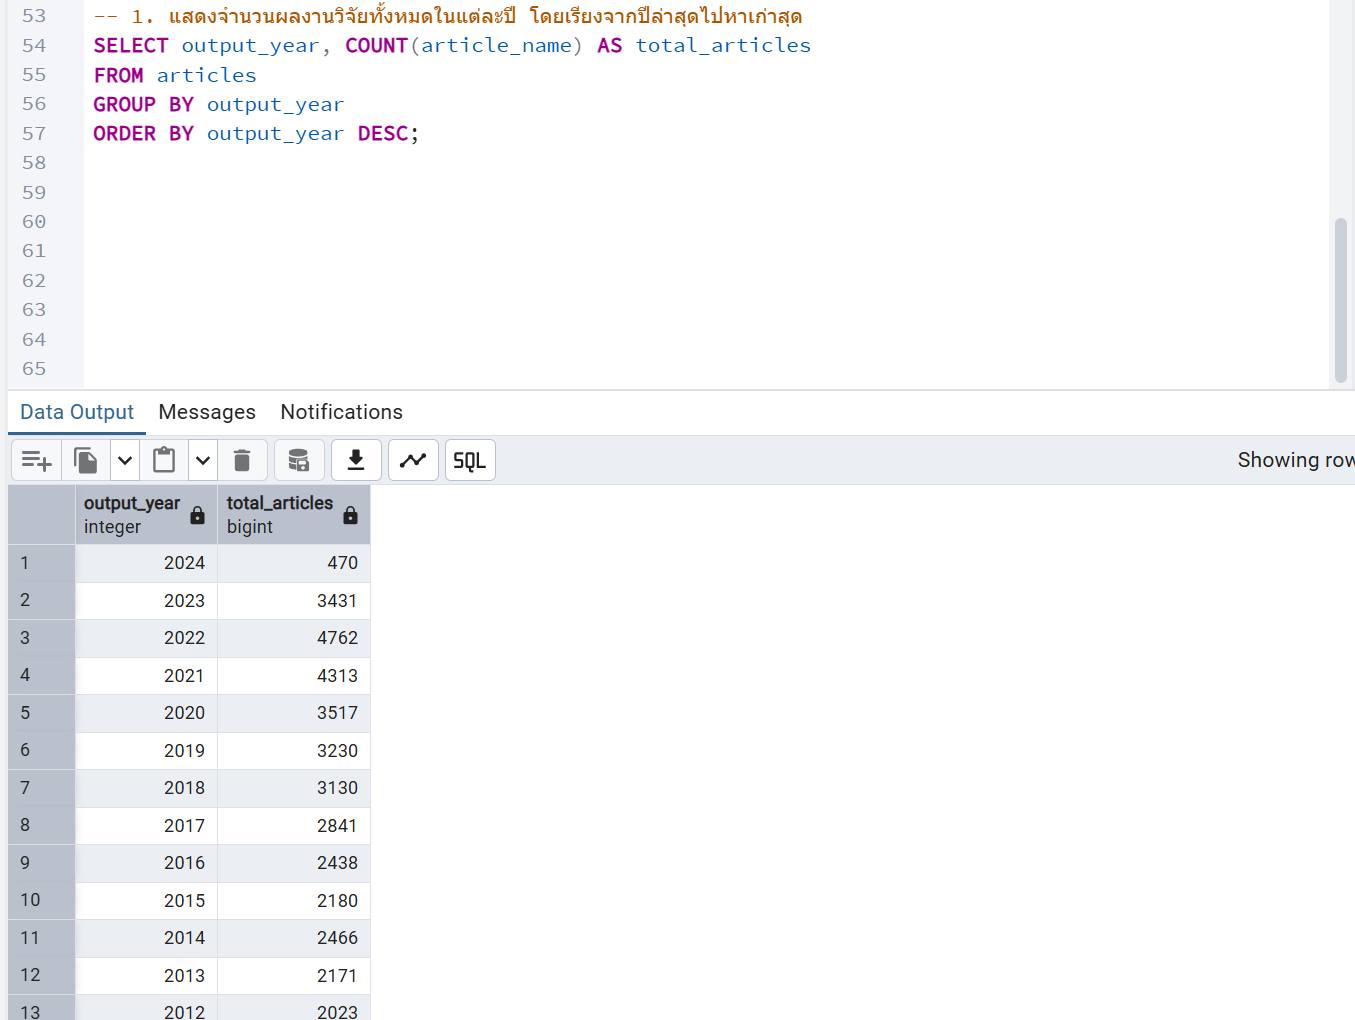 53 -- 1. แสดงจำนวนผลงานวิจัยทั้งหมดในแต่ละปี โดยเรียงจากปีล่าสุดไปหาเก่าสุด
54 SELECT output_year, COUNT(article_name) AS total_articles
55 FROM articles
56 GROUP BY output_year
57 ORDER BY output_year DESC;
58
59
60
61
62
63
64
65
Data Output Messages Notifications
SQL Showing row
output_year total_articles
integer bigint
1 2024 470
2 2023 3431
3 2022 4762
4 2021 4313
5 2020 3517
6 2019 3230
7 2018 3130
8 2017 2841
9 2016 2438
10 2015 2180
11 2014 2466
12 2013 2171
13 2012 2023